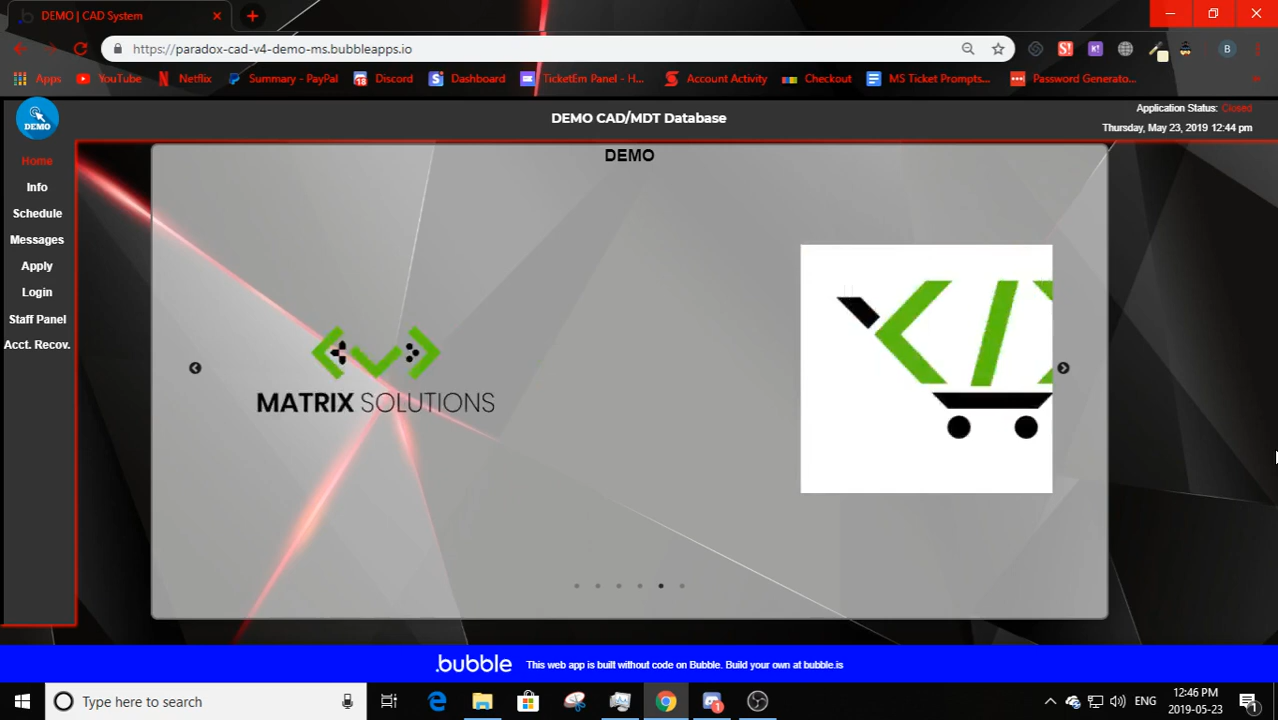 DEMO | CAD System
https://paradox-cad-v4-demo-ms.bubbleapps.io
B
Apps
YouTube
Netflix
Summary - PayPal
Discord
Dashboard
TicketEm Panel - H...
Account Activity
Checkout
MS Ticket Prompts...
Password Generato...
DEMO
DEMO CAD/MDT Database
Application Status: Closed
Thursday, May 23, 2019 12:44 pm
Home
Info
Schedule
Messages
Apply
Login
Staff Panel
Acct. Recov.
DEMO
MATRIX SOLUTIONS
.bubble
This web app is built without code on Bubble. Build your own at bubble.is
Type here to search
ENG
12:46 PM
2019-05-23